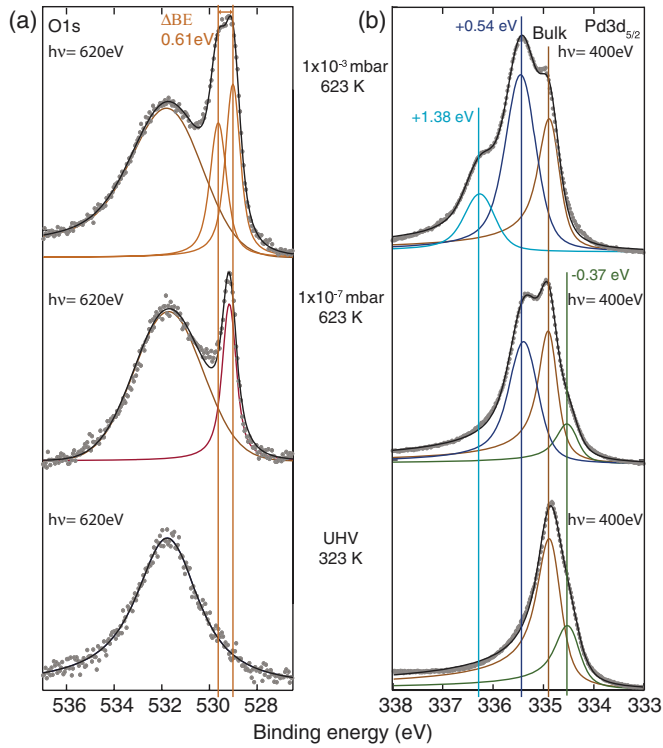 (a)
O1s
hν= 620eV
ΔBE
0.61eV
1x10⁻³ mbar
623 K
(b)
+0.54 eV
Bulk
Pd3d₅/₂
hν= 400eV
+1.38 eV
hν= 620eV
1x10⁻⁷ mbar
623 K
-0.37 eV
hν= 400eV
hν= 620eV
UHV
323 K
hν= 400eV
536 534 532 530 528
338 337 336 335 334 333
Binding energy (eV)